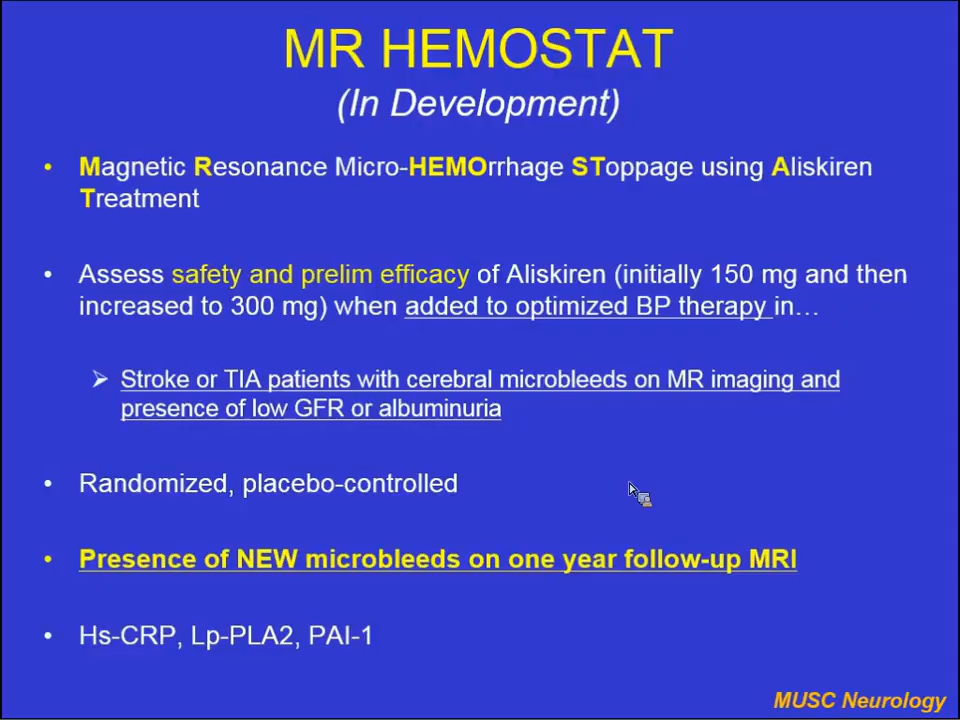 MR HEMOSTAT
(In Development)
• Magnetic Resonance Micro-HEMOrrhage SToppage using Aliskiren
Treatment
• Assess safety and prelim efficacy of Aliskiren (initially 150 mg and then
increased to 300 mg) when added to optimized BP therapy in…
➢ Stroke or TIA patients with cerebral microbleeds on MR imaging and
presence of low GFR or albuminuria
• Randomized, placebo-controlled
• Presence of NEW microbleeds on one year follow-up MRI
• Hs-CRP, Lp-PLA2, PAI-1
MUSC Neurology